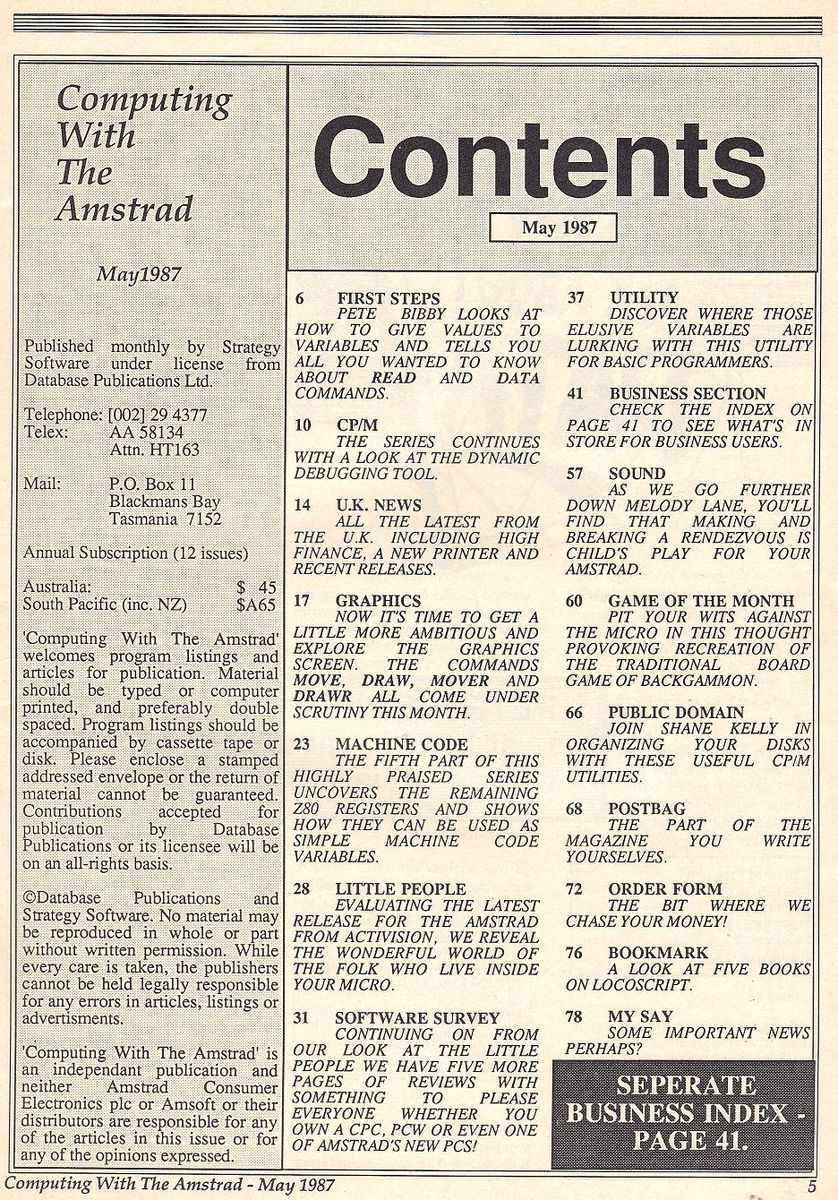 Computing
With
The
Amstrad
May1987
Published monthly by Strategy
Software under license from
Database Publications Ltd.
Telephone: [002] 29 4377
Telex: AA 58134
Attn. HT163
Mail: P.O. Box 11
Blackmans Bay
Tasmania 7152
Annual Subscription (12 issues)
Australia: $ 45
South Pacific (inc. NZ) $A65
'Computing With The Amstrad'
welcomes program listings and
articles for publication. Material
should be typed or computer
printed, and preferably double
spaced. Program listings should be
accompanied by cassette tape or
disk. Please enclose a stamped
addressed envelope or the return of
material cannot be guaranteed.
Contributions accepted for
publication by Database
Publications or its licensee will be
on an all-rights basis.
©Database Publications and
Strategy Software. No material may
be reproduced in whole or part
without written permission. While
every care is taken, the publishers
cannot be held legally responsible
for any errors in articles, listings or
advertisments.
'Computing With The Amstrad' is
an independant publication and
neither Amstrad Consumer
Electronics plc or Amsoft or their
distributors are responsible for any
of the articles in this issue or for
any of the opinions expressed.
Contents
May 1987
6 FIRST STEPS
PETE BIBBY LOOKS AT
HOW TO GIVE VALUES TO
VARIABLES AND TELLS YOU
ALL YOU WANTED TO KNOW
ABOUT READ AND DATA
COMMANDS.
10 CP/M
THE SERIES CONTINUES
WITH A LOOK AT THE DYNAMIC
DEBUGGING TOOL.
14 U.K. NEWS
ALL THE LATEST FROM
THE U.K. INCLUDING HIGH
FINANCE, A NEW PRINTER AND
RECENT RELEASES.
17 GRAPHICS
NOW IT'S TIME TO GET A
LITTLE MORE AMBITIOUS AND
EXPLORE THE GRAPHICS
SCREEN. THE COMMANDS
MOVE, DRAW, MOVER AND
DRAWR ALL COME UNDER
SCRUTINY THIS MONTH.
23 MACHINE CODE
THE FIFTH PART OF THIS
HIGHLY PRAISED SERIES
UNCOVERS THE REMAINING
Z80 REGISTERS AND SHOWS
HOW THEY CAN BE USED AS
SIMPLE MACHINE CODE
VARIABLES.
28 LITTLE PEOPLE
EVALUATING THE LATEST
RELEASE FOR THE AMSTRAD
FROM ACTIVISION, WE REVEAL
THE WONDERFUL WORLD OF
THE FOLK WHO LIVE INSIDE
YOUR MICRO.
31 SOFTWARE SURVEY
CONTINUING ON FROM
OUR LOOK AT THE LITTLE
PEOPLE WE HAVE FIVE MORE
PAGES OF REVIEWS WITH
SOMETHING TO PLEASE
EVERYONE WHETHER YOU
OWN A CPC, PCW OR EVEN ONE
OF AMSTRAD'S NEW PCS!
37 UTILITY
DISCOVER WHERE THOSE
ELUSIVE VARIABLES ARE
LURKING WITH THIS UTILITY
FOR BASIC PROGRAMMERS.
41 BUSINESS SECTION
CHECK THE INDEX ON
PAGE 41 TO SEE WHAT'S IN
STORE FOR BUSINESS USERS.
57 SOUND
AS WE GO FURTHER
DOWN MELODY LANE, YOU'LL
FIND THAT MAKING AND
BREAKING A RENDEZVOUS IS
CHILD'S PLAY FOR YOUR
AMSTRAD.
60 GAME OF THE MONTH
PIT YOUR WITS AGAINST
THE MICRO IN THIS THOUGHT
PROVOKING RECREATION OF
THE TRADITIONAL BOARD
GAME OF BACKGAMMON.
66 PUBLIC DOMAIN
JOIN SHANE KELLY IN
ORGANIZING YOUR DISKS
WITH THESE USEFUL CP/M
UTILITIES.
68 POSTBAG
THE PART OF THE
MAGAZINE YOU WRITE
YOURSELVES.
72 ORDER FORM
THE BIT WHERE WE
CHASE YOUR MONEY!
76 BOOKMARK
A LOOK AT FIVE BOOKS
ON LOCOSCRIPT.
78 MY SAY
SOME IMPORTANT NEWS
PERHAPS?
SEPERATE
BUSINESS INDEX -
PAGE 41.
Computing With The Amstrad - May 1987 5